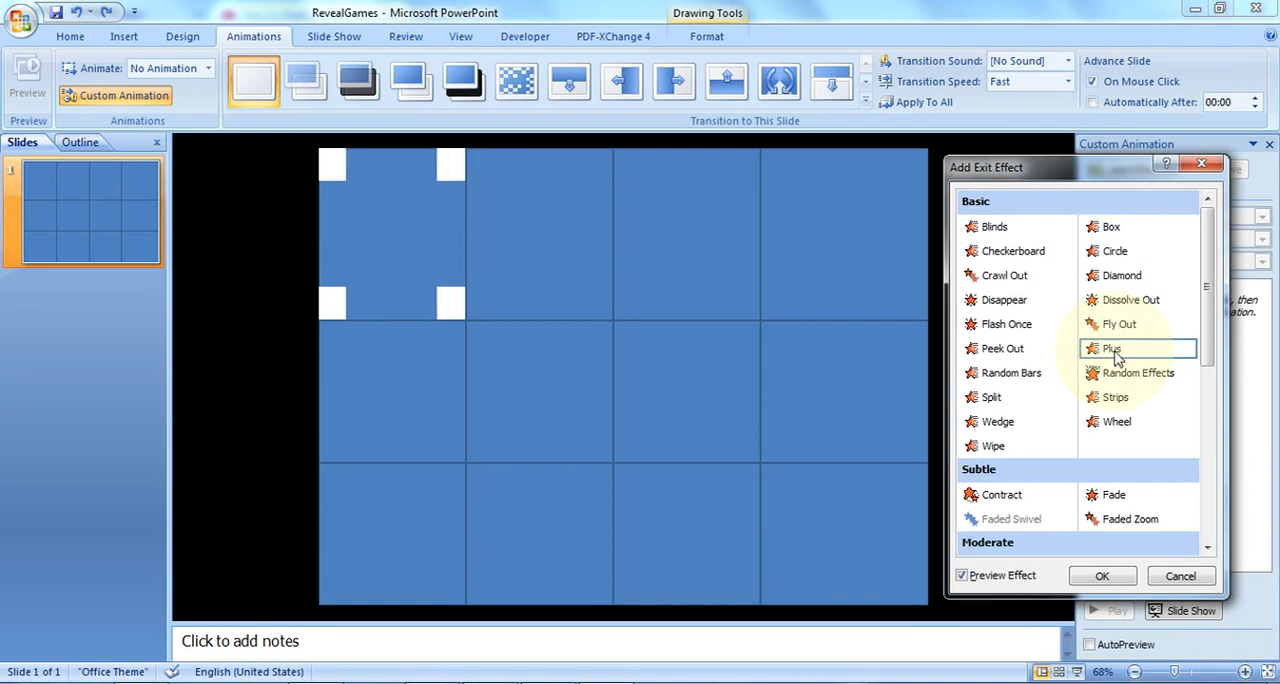 RevealGames - Microsoft PowerPoint
Drawing Tools
Home
Insert
Design
Animations
Slide Show
Review
View
Developer
PDF-XChange 4
Format
Preview
Animate: No Animation
Custom Animation
Preview
Animations
Transition Sound: [No Sound]
Transition Speed: Fast
Apply To All
Transition to This Slide
Advance Slide
On Mouse Click
Automatically After: 00:00
Slides
Outline
1
Custom Animation
Add Exit Effect
Basic
Blinds
Box
Checkerboard
Circle
Crawl Out
Diamond
Disappear
Dissolve Out
Flash Once
Fly Out
Peek Out
Plus
Random Bars
Random Effects
Split
Strips
Wedge
Wheel
Wipe
Subtle
Contract
Fade
Faded Swivel
Faded Zoom
Moderate
Preview Effect
OK
Cancel
, then
Play
Slide Show
AutoPreview
Click to add notes
Slide 1 of 1
"Office Theme"
English (United States)
68%